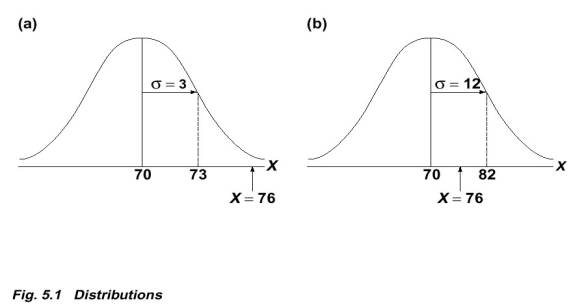 (a)
σ = 3
70 73 X
X = 76
(b)
σ = 12
70 82 X
X = 76
Fig. 5.1 Distributions